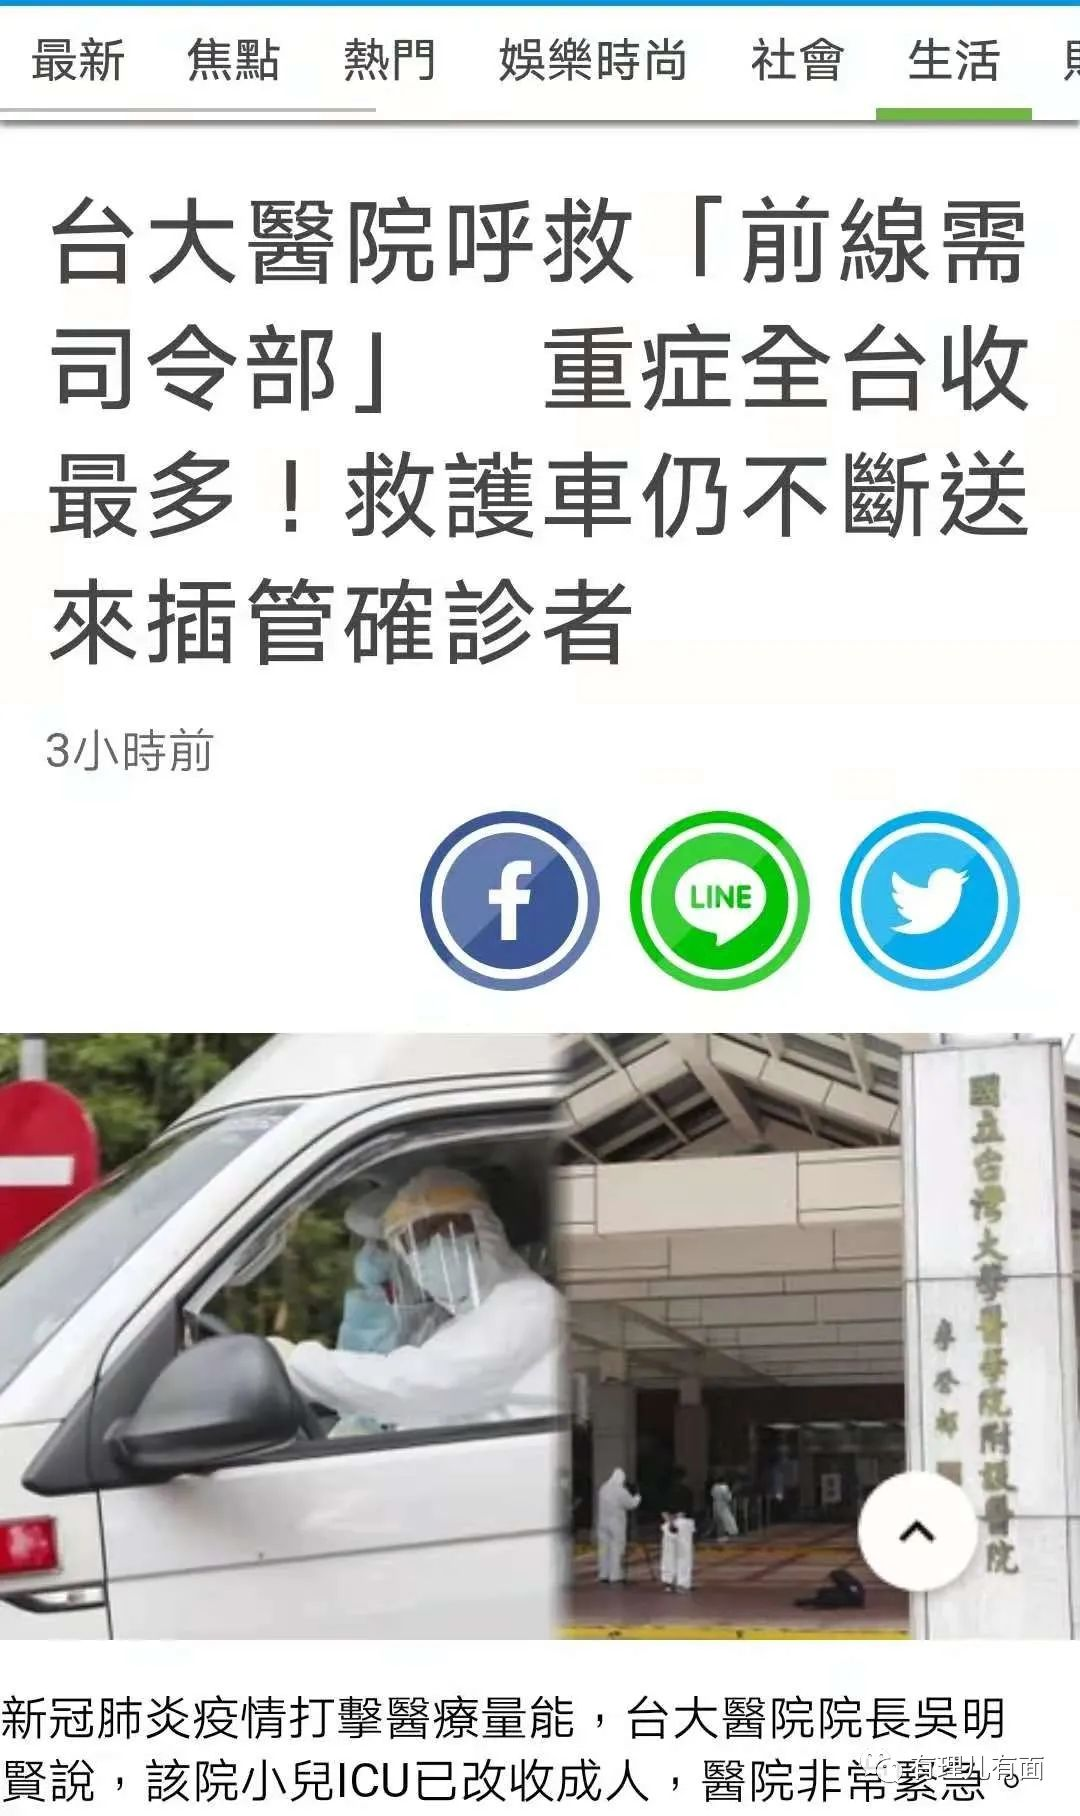 最新 焦點 熱門 娛樂時尚 社會 生活
台大醫院呼救「前線需
司令部」 重症全台收
最多！救護車仍不斷送
來插管確診者
3小時前
LINE
國立台灣大學醫學院附設醫院
新冠肺炎疫情打擊醫療量能，台大醫院院長吳明
賢說，該院小兒ICU已改收成人，醫院非常緊急。
有理儿有面